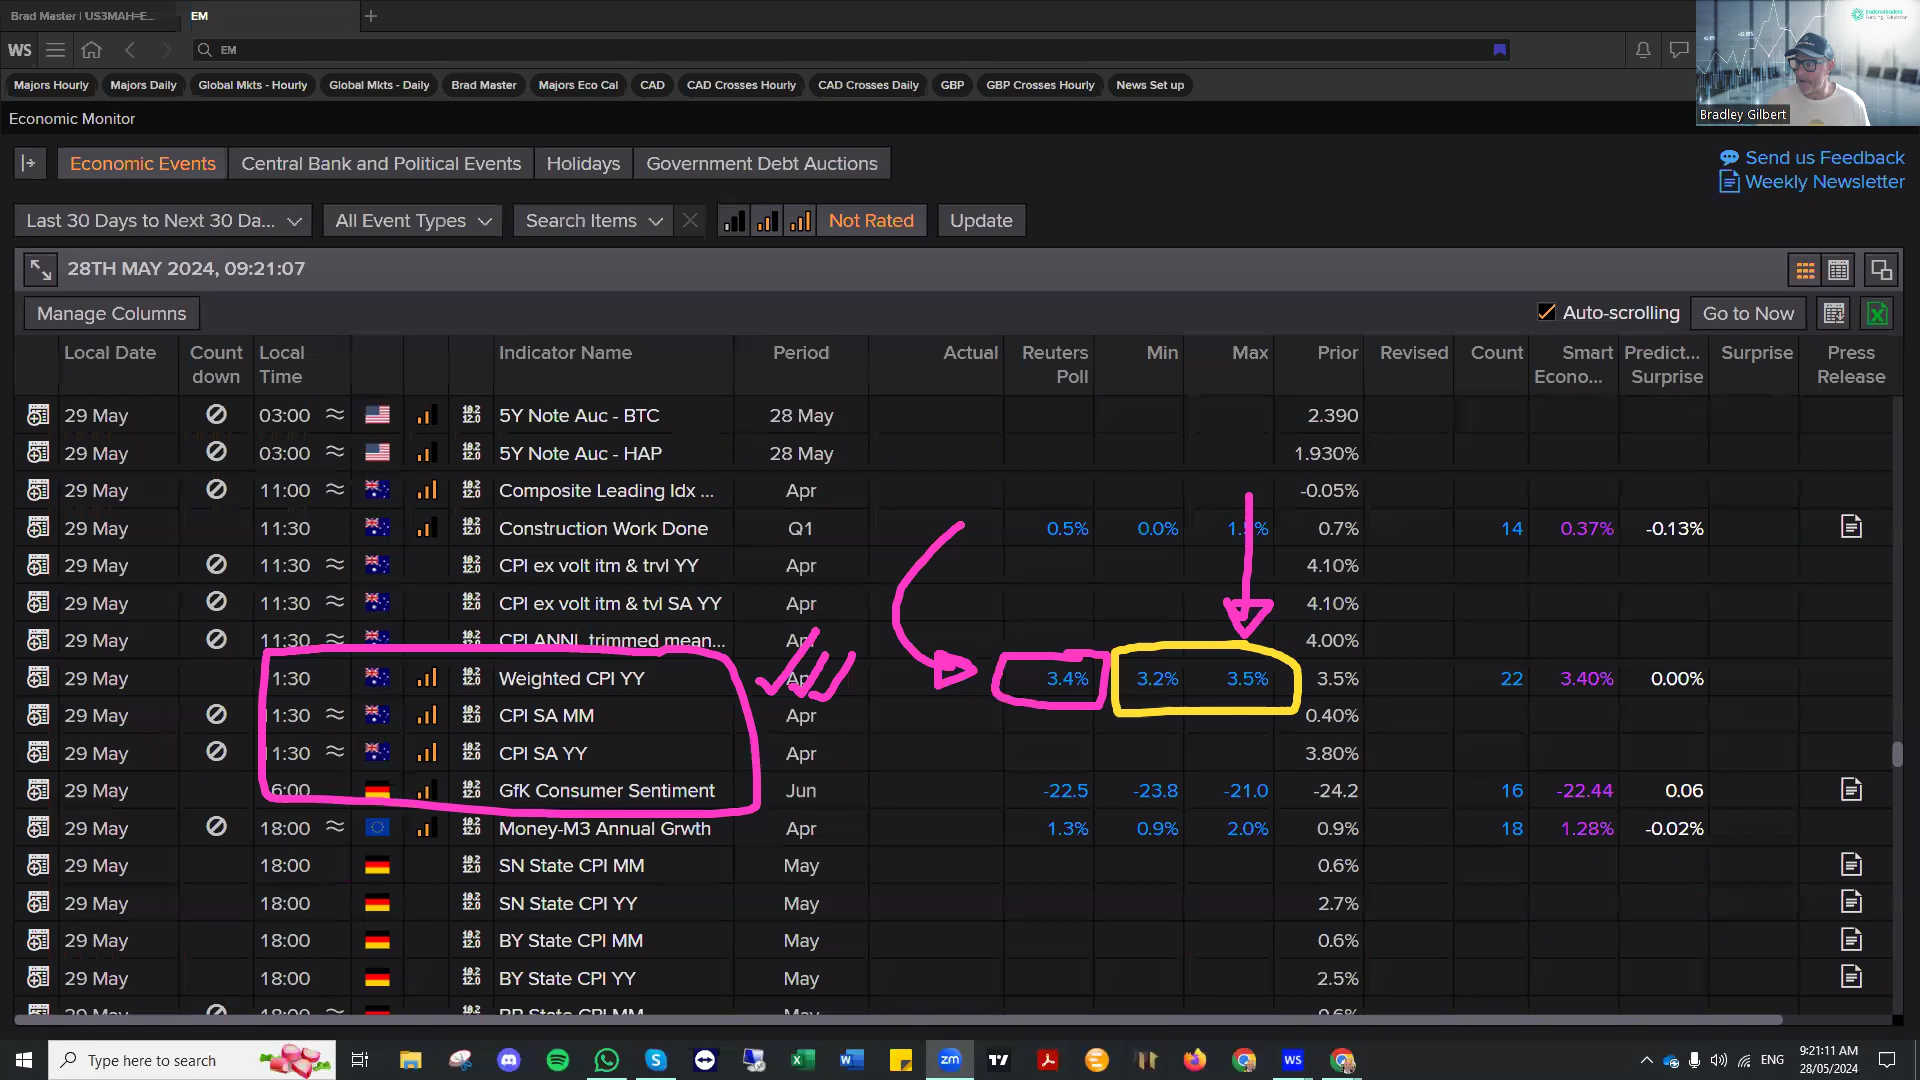 Brad Master | US3MAH=E...
EM
WS
EM
Majors Hourly Majors Daily Global Mkts - Hourly Global Mkts - Daily Brad Master Majors Eco Cal CAD CAD Crosses Hourly CAD Crosses Daily GBP GBP Crosses Hourly News Set up
traders4traders
Funding Education
Bradley Gilbert
Economic Monitor
Economic Events Central Bank and Political Events Holidays Government Debt Auctions
Send us Feedback
Weekly Newsletter
Last 30 Days to Next 30 Da... All Event Types Search Items Not Rated Update
28TH MAY 2024, 09:21:07
Manage Columns Auto-scrolling Go to Now
Local Date Count down Local Time Indicator Name Period Actual Reuters Poll Min Max Prior Revised Count Smart Econo... Predict... Surprise Surprise Press Release
29 May 03:00 5Y Note Auc - BTC 28 May 2.390
29 May 03:00 5Y Note Auc - HAP 28 May 1.930%
29 May 11:00 Composite Leading Idx ... Apr -0.05%
29 May 11:30 Construction Work Done Q1 0.5% 0.0% 0.7% 14 0.37% -0.13%
29 May 11:30 CPI ex volt itm & trvl YY Apr 4.10%
29 May 11:30 CPI ex volt itm & tvl SA YY Apr 4.10%
29 May 11:30 CPI ANNL trimmed mean... Apr 4.00%
29 May 1:30 Weighted CPI YY Apr 3.4% 3.2% 3.5% 3.5% 22 3.40% 0.00%
29 May 11:30 CPI SA MM Apr 0.40%
29 May 11:30 CPI SA YY Apr 3.80%
29 May 6:00 GfK Consumer Sentiment Jun -22.5 -23.8 -21.0 -24.2 16 -22.44 0.06
29 May 18:00 Money-M3 Annual Grwth Apr 1.3% 0.9% 2.0% 0.9% 18 1.28% -0.02%
29 May 18:00 SN State CPI MM May 0.6%
29 May 18:00 SN State CPI YY May 2.7%
29 May 18:00 BY State CPI MM May 0.6%
29 May 18:00 BY State CPI YY May 2.5%
Type here to search
ENG
9:21:11 AM
28/05/2024